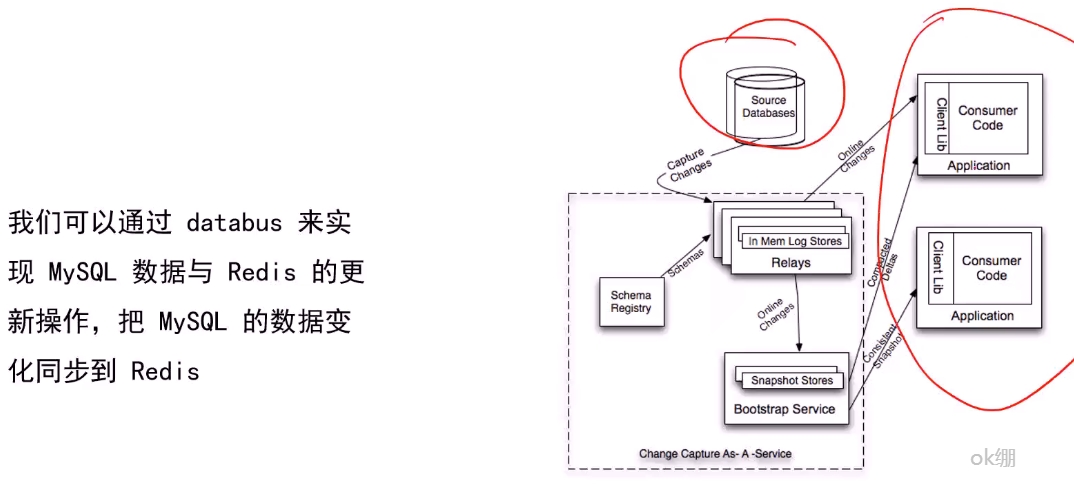 我们可以通过 databus 来实
现 MySQL 数据与 Redis 的更
新操作，把 MySQL 的数据变
化同步到 Redis
Source
Databases
Capture
Changes
Online
Changes
Client Lib
Consumer
Code
Application
In Mem Log Stores
Relays
Schemas
Schema
Registry
Online
Changes
Compacted
Deltas
Client Lib
Consumer
Code
Application
Consistent
Snapshot
Snapshot Stores
Bootstrap Service
Change Capture As- A -Service
ok绷